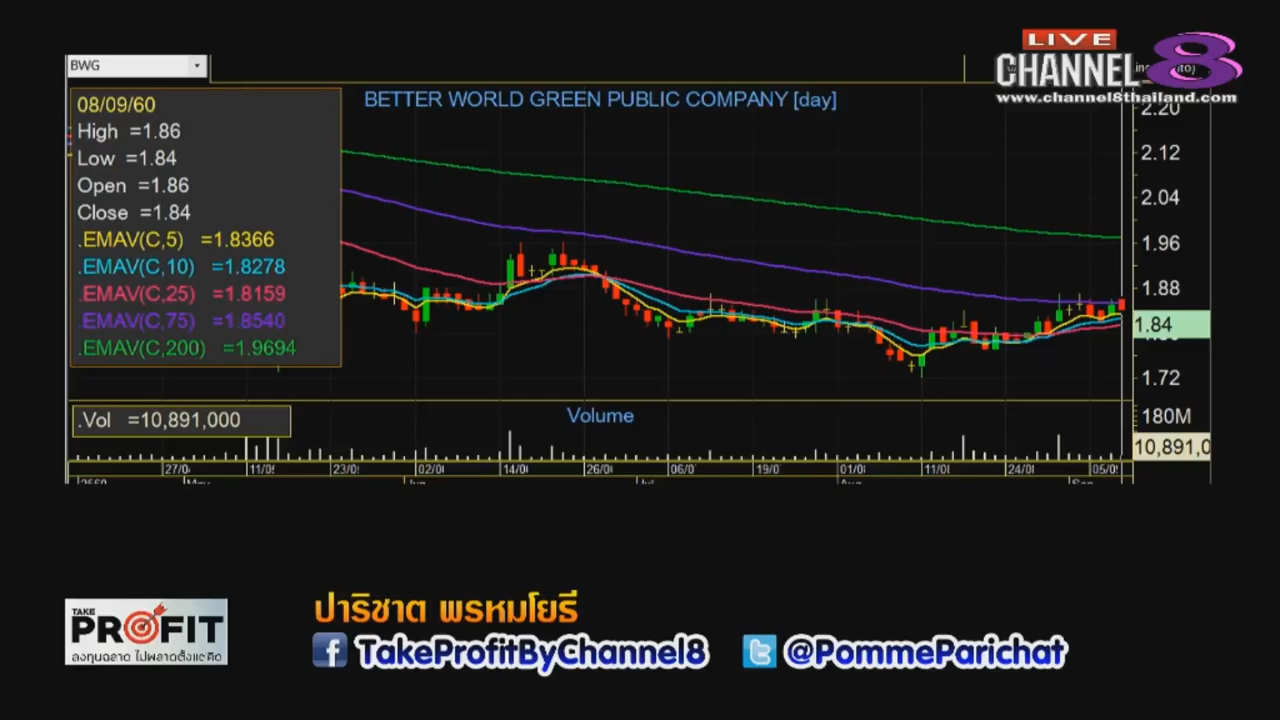 BWG
LIVE
CHANNEL 8
www.channel8thailand.com
BETTER WORLD GREEN PUBLIC COMPANY [day]
08/09/60
High =1.86
Low =1.84
Open =1.86
Close =1.84
.EMAV(C,5) =1.8366
.EMAV(C,10) =1.8278
.EMAV(C,25) =1.8159
.EMAV(C,75) =1.8540
.EMAV(C,200) =1.9694
2.20
2.12
2.04
1.96
1.88
1.84
1.72
.Vol =10,891,000
Volume
180M
10,891,0
27/0 11/05 23/0 02/0 14/0 26/0 06/0 19/0 01/0 11/0 24/0 05/0
TAKE
PROFIT
ลงทุนฉลาด ไม่พลาดตั้งแต่คิด
ปาริชาต พรหมโยธี
TakeProfitByChannel8
@PommeParichat